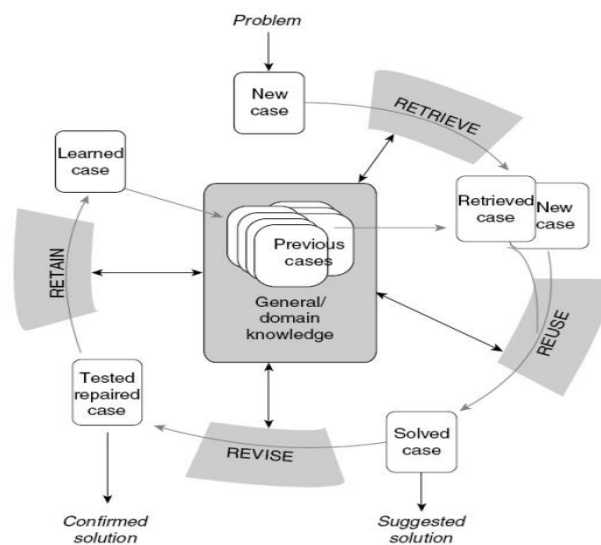 Problem
New
case
RETRIEVE
Learned
case
Retrieved
case
New
case
Previous
cases
General/
domain
knowledge
RETAIN
REUSE
Tested
repaired
case
REVISE
Solved
case
Confirmed
solution
Suggested
solution